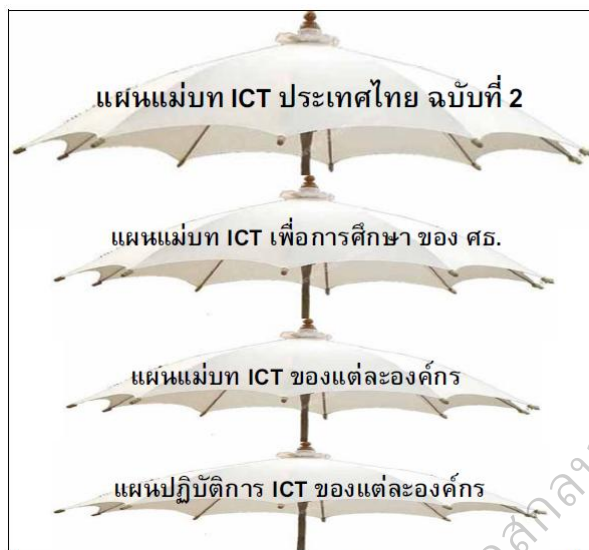 แผนแม่บท ICT ประเทศไทย ฉบับที่ 2
แผนแม่บท ICT เพื่อการศึกษา ของ ศธ.
แผนแม่บท ICT ของแต่ละองค์กร
แผนปฏิบัติการ ICT ของแต่ละองค์กร